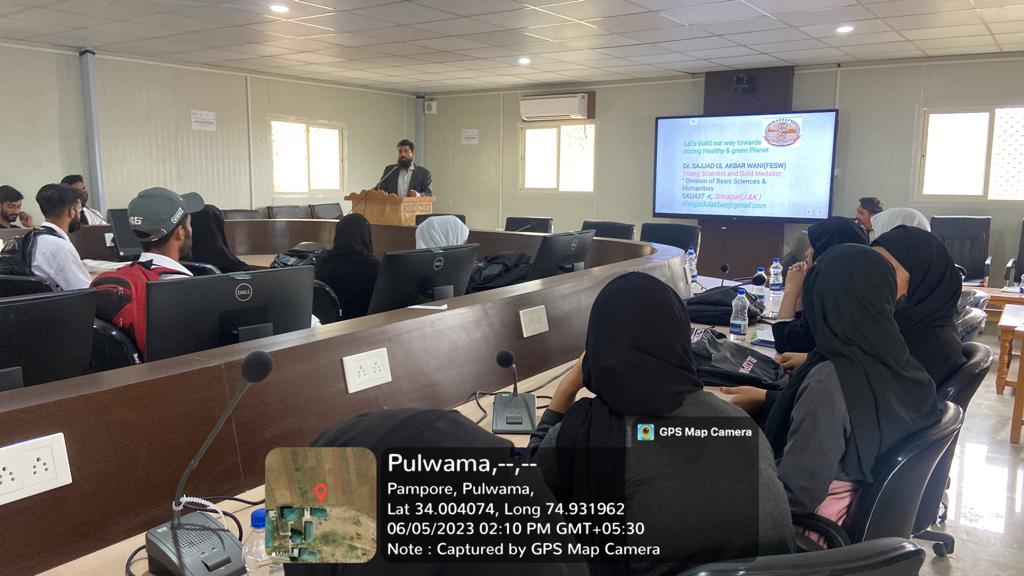 Let's build our way towards
strong Healthy & green Planet
Dr. SAJJAD UL AKBAR WANI(FESW)
Young Scientist and Gold Medalist
* Division of Basic Sciences &
Humanities
SKUAST-K, Srinagar(J.&K.)
DELL
DELL
DELL
GPS Map Camera
Pulwama,--,--
Pampore, Pulwama,
Lat 34.004074, Long 74.931962
06/05/2023 02:10 PM GMT+05:30
Note : Captured by GPS Map Camera